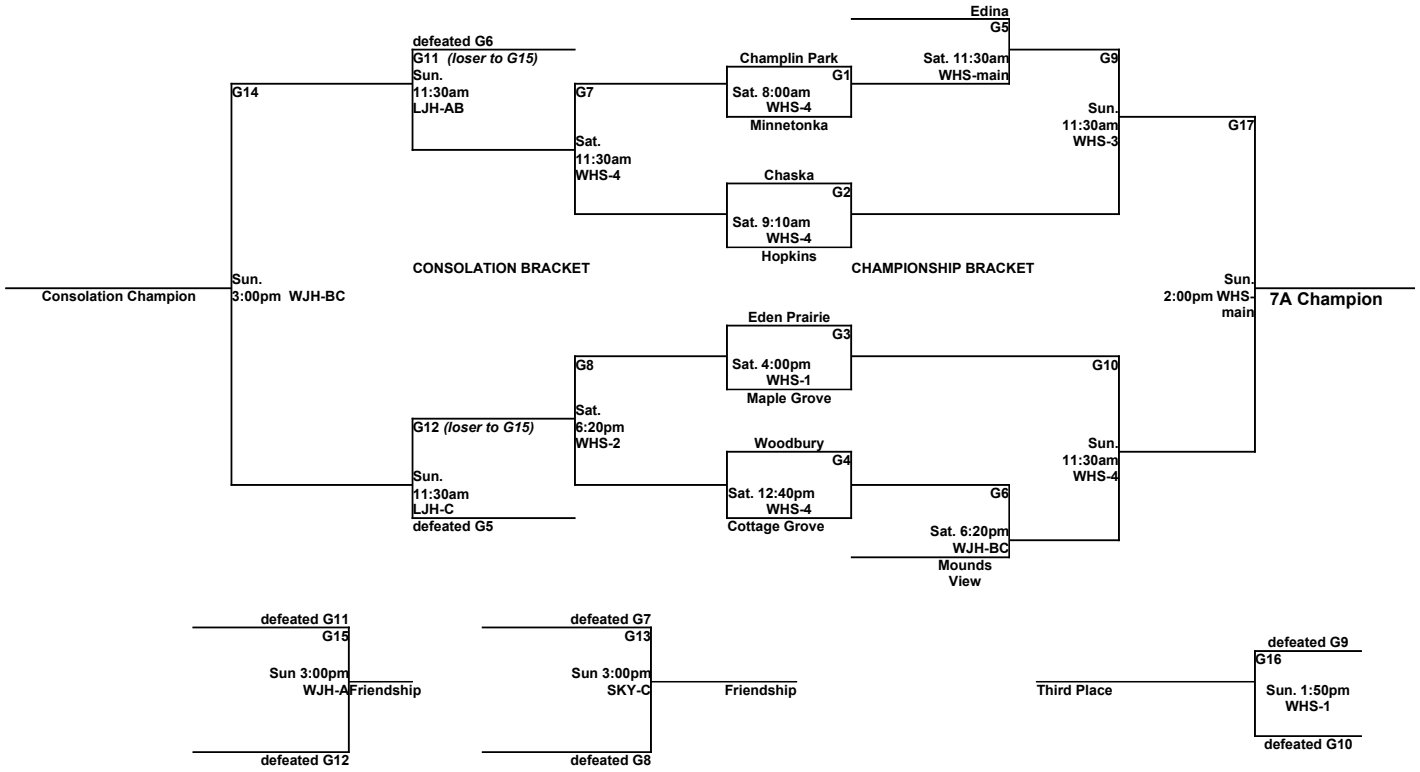 Edina
G5
defeated G6
G11 (loser to G15)
Sun.
11:30am
LJH-AB
Champlin Park
G1
Sat. 8:00am
WHS-4
Minnetonka
Sat. 11:30am
WHS-main
G9
G14
G7
Sat.
11:30am
WHS-4
Sun.
11:30am
WHS-3
G17
Chaska
G2
Sat. 9:10am
WHS-4
Hopkins
CONSOLATION BRACKET
CHAMPIONSHIP BRACKET
Consolation Champion
Sun.
3:00pm WJH-BC
Sun.
2:00pm WHS-
main
7A Champion
Eden Prairie
G3
Sat. 4:00pm
WHS-1
Maple Grove
G8
Sat.
6:20pm
WHS-2
G10
Sun.
11:30am
WHS-4
G12 (loser to G15)
Sun.
11:30am
LJH-C
defeated G5
Woodbury
G4
Sat. 12:40pm
WHS-4
Cottage Grove
G6
Sat. 6:20pm
WJH-BC
Mounds
View
defeated G11
G15
Sun 3:00pm
WJH-A
Friendship
defeated G12
defeated G7
G13
Sun 3:00pm
SKY-C
Friendship
defeated G8
Third Place
defeated G9
G16
Sun. 1:50pm
WHS-1
defeated G10